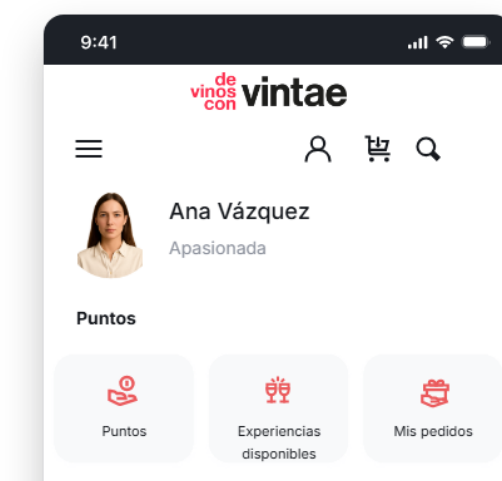 9:41
de
vinos vintae
con
Ana Vázquez
Apasionada
Puntos
Puntos
Experiencias
disponibles
Mis pedidos